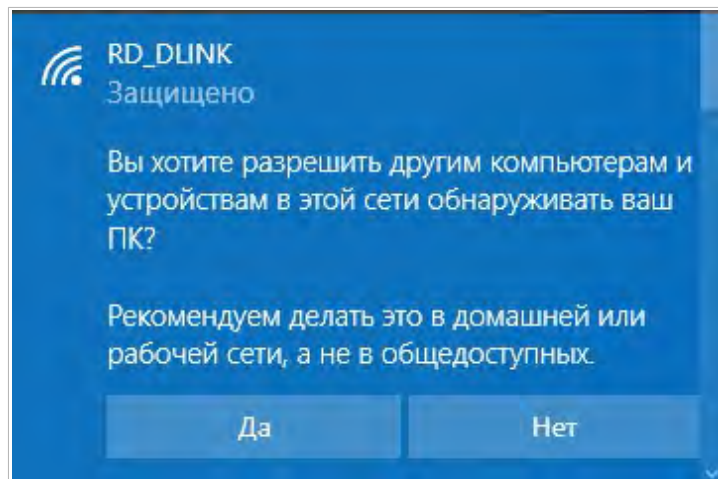 RD_DLINK
Защищено
Вы хотите разрешить другим компьютерам и
устройствам в этой сети обнаруживать ваш
ПК?
Рекомендуем делать это в домашней или
рабочей сети, а не в общедоступных.
Да
Нет